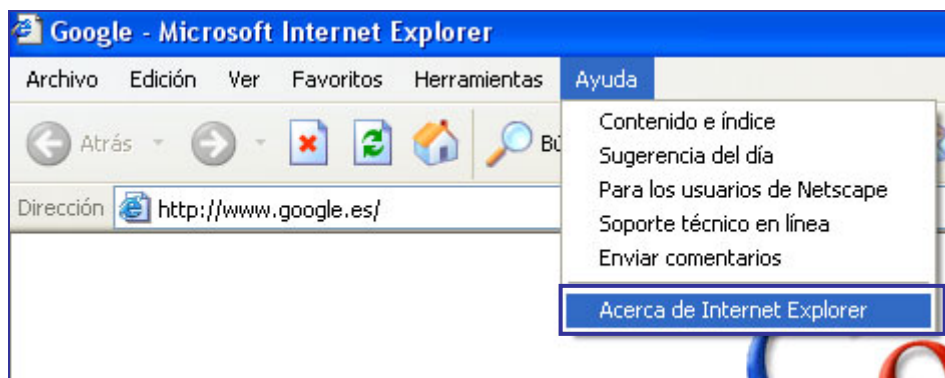 Google - Microsoft Internet Explorer
Archivo Edición Ver Favoritos Herramientas Ayuda
Atrás
Dirección http://www.google.es/
Contenido e índice
Sugerencia del día
Para los usuarios de Netscape
Soporte técnico en línea
Enviar comentarios
Acerca de Internet Explorer